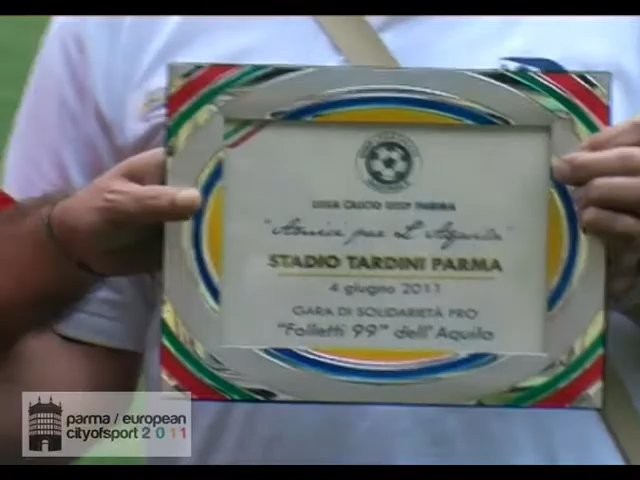 LEGA CALCIO UISP PARMA
"Amici per L'Aquila"
STADIO TARDINI PARMA
4 giugno 2011
GARA DI SOLIDARIETÀ PRO
"Folletti 99" dell'Aquila
parma / european
cityofsport 2011